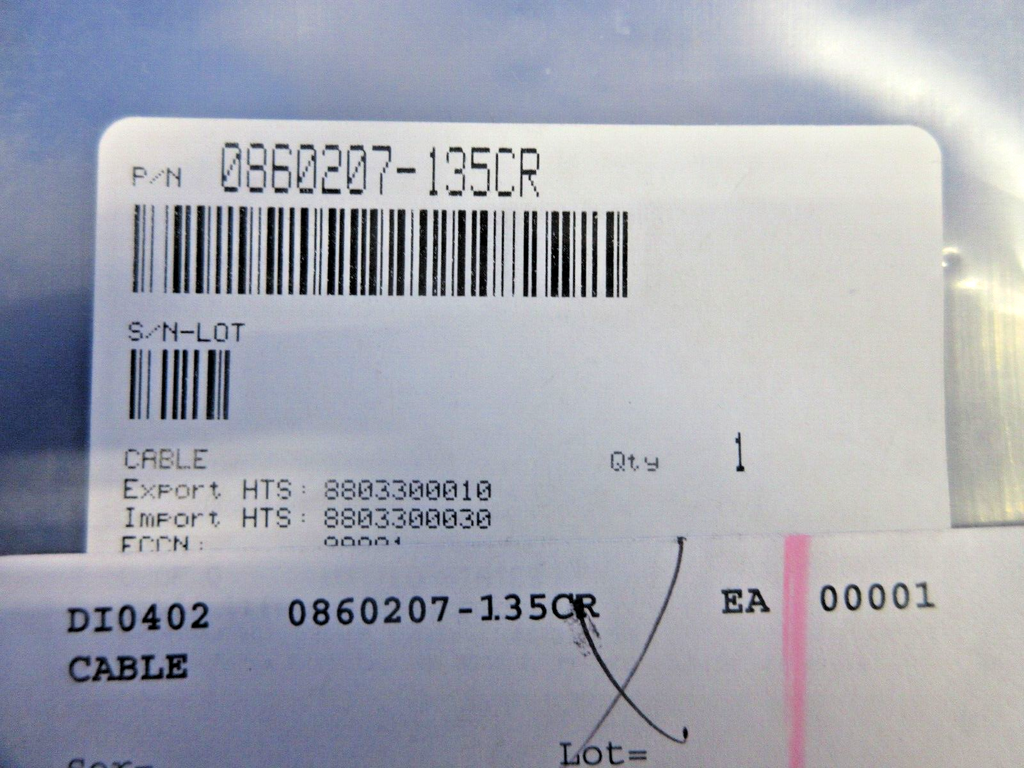 P/N 0860207-135CR
S/N-LOT
CABLE Qty 1
Export HTS: 8803300010
Import HTS: 8803300030
ECCN:
DI0402 0860207-135CR EA 00001
CABLE
Lot=